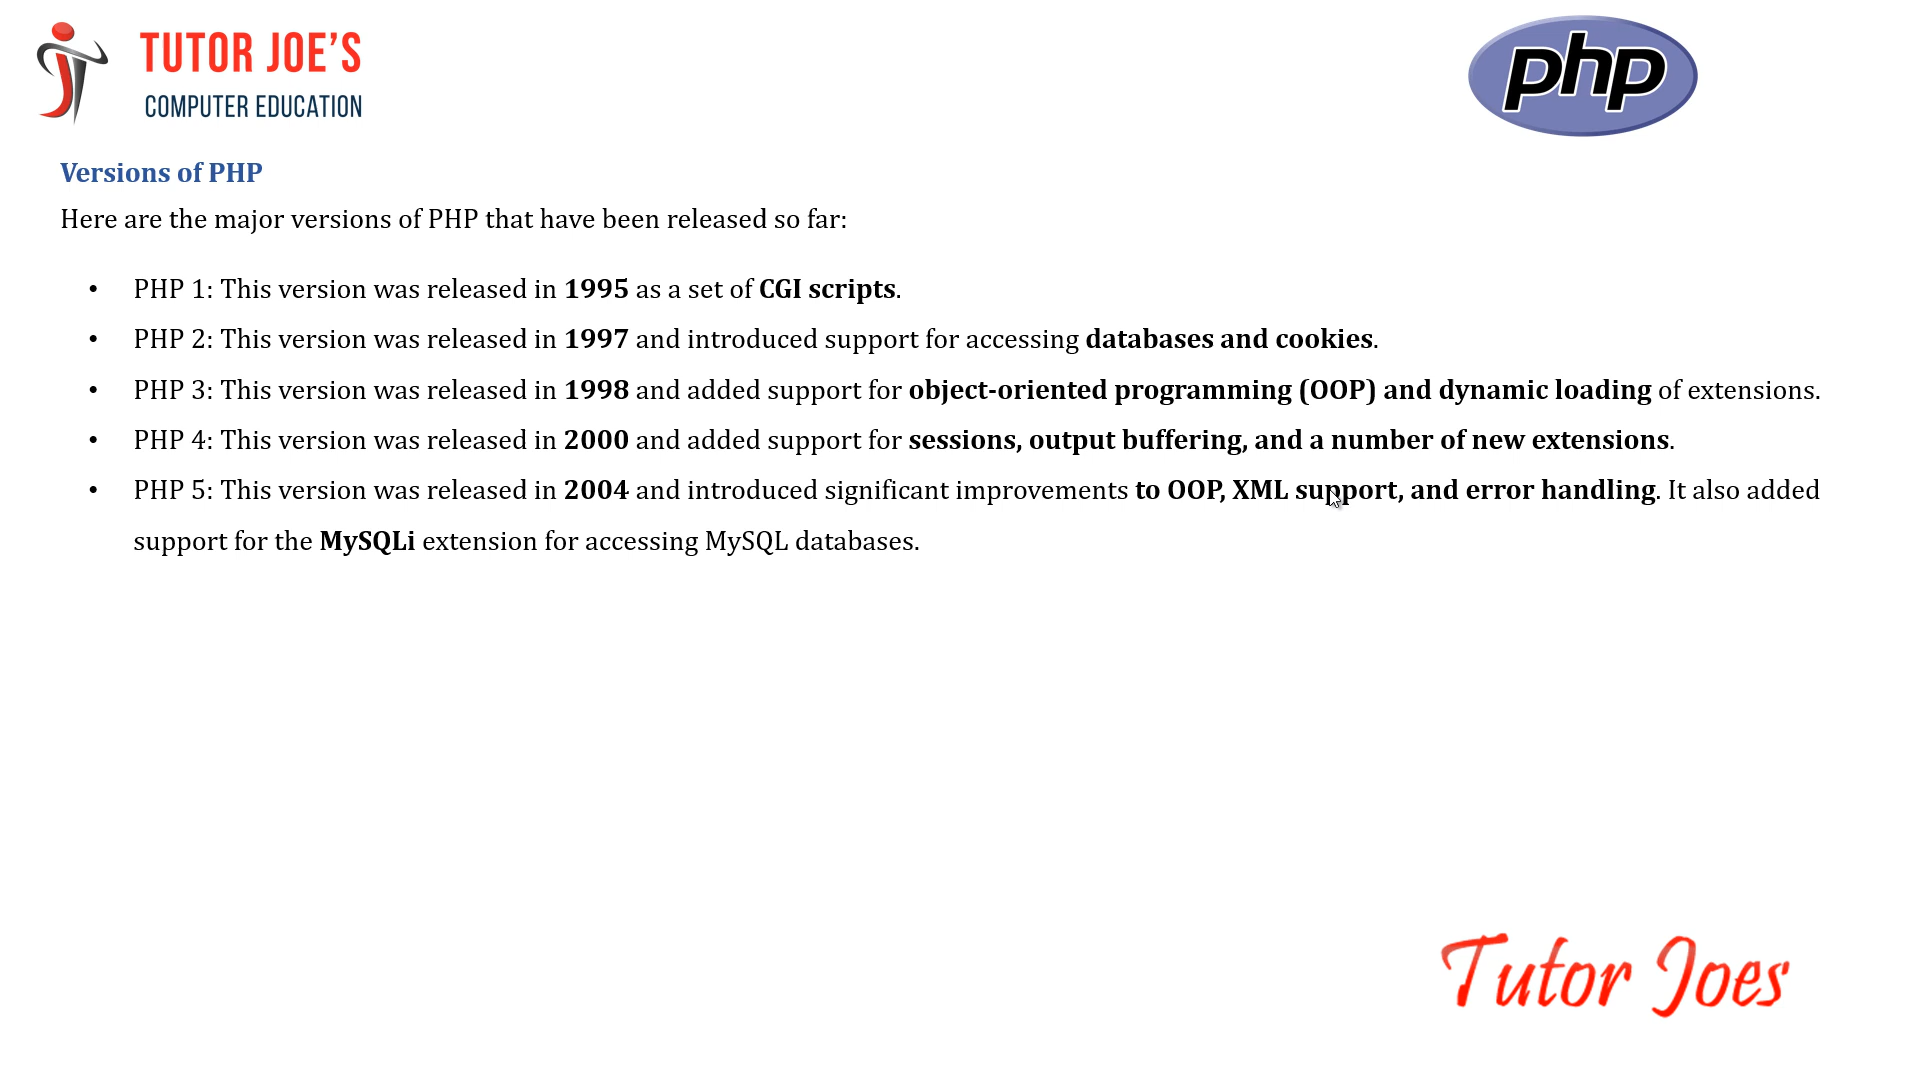 TUTOR JOE'S
COMPUTER EDUCATION
php
Versions of PHP
Here are the major versions of PHP that have been released so far:
• PHP 1: This version was released in 1995 as a set of CGI scripts.
• PHP 2: This version was released in 1997 and introduced support for accessing databases and cookies.
• PHP 3: This version was released in 1998 and added support for object-oriented programming (OOP) and dynamic loading of extensions.
• PHP 4: This version was released in 2000 and added support for sessions, output buffering, and a number of new extensions.
• PHP 5: This version was released in 2004 and introduced significant improvements to OOP, XML support, and error handling. It also added
support for the MySQLi extension for accessing MySQL databases.
Tutor Joes